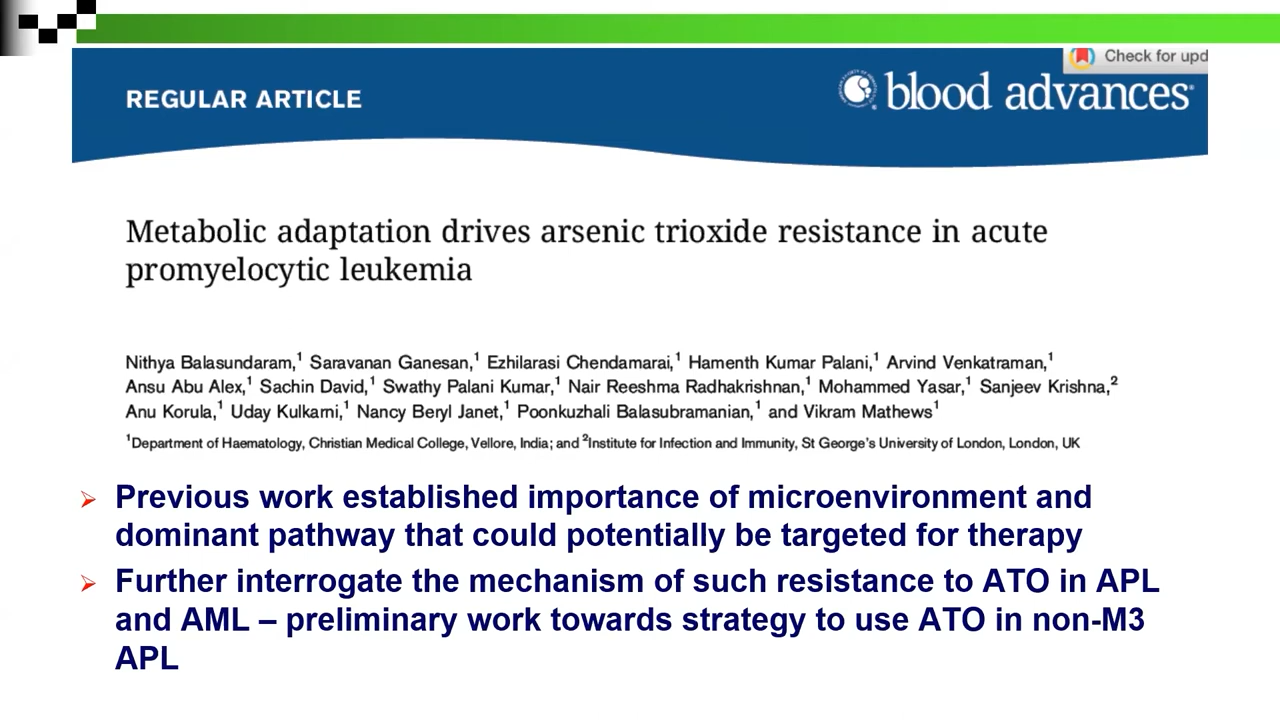 Check for upd
REGULAR ARTICLE
blood advances®
Metabolic adaptation drives arsenic trioxide resistance in acute
promyelocytic leukemia
Nithya Balasundaram,¹ Saravanan Ganesan,¹ Ezhilarasi Chendamarai,¹ Hamenth Kumar Palani,¹ Arvind Venkatraman,¹
Ansu Abu Alex,¹ Sachin David,¹ Swathy Palani Kumar,¹ Nair Reeshma Radhakrishnan,¹ Mohammed Yasar,¹ Sanjeev Krishna,²
Anu Korula,¹ Uday Kulkarni,¹ Nancy Beryl Janet,¹ Poonkuzhali Balasubramanian,¹ and Vikram Mathews¹
¹Department of Haematology, Christian Medical College, Vellore, India; and ²Institute for Infection and Immunity, St George's University of London, London, UK
➢ Previous work established importance of microenvironment and
dominant pathway that could potentially be targeted for therapy
➢ Further interrogate the mechanism of such resistance to ATO in APL
and AML – preliminary work towards strategy to use ATO in non-M3
APL